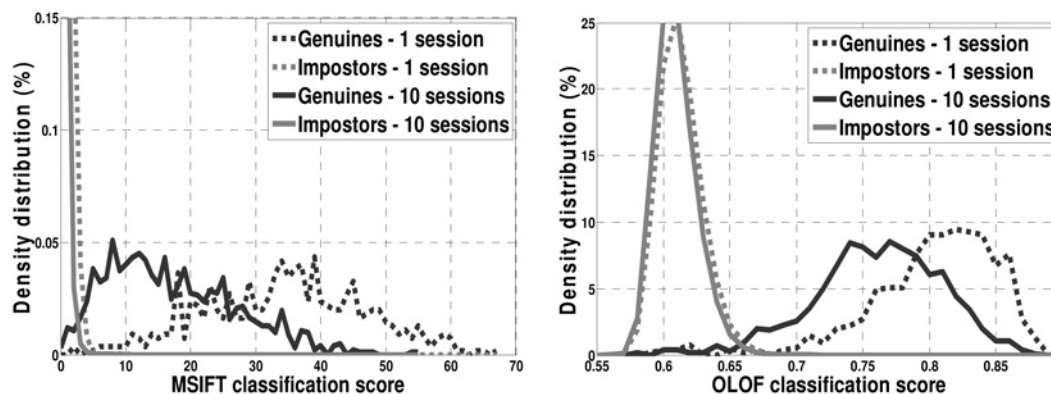 0.15
0.1
0.05
0
Density distribution (%)
Genuines - 1 session
Impostors - 1 session
Genuines - 10 sessions
Impostors - 10 sessions
0 10 20 30 40 50 60 70
MSIFT classification score
25
20
15
10
5
0
Density distribution (%)
Genuines - 1 session
Impostors - 1 session
Genuines - 10 sessions
Impostors - 10 sessions
0.55 0.6 0.65 0.7 0.75 0.8 0.85
OLOF classification score